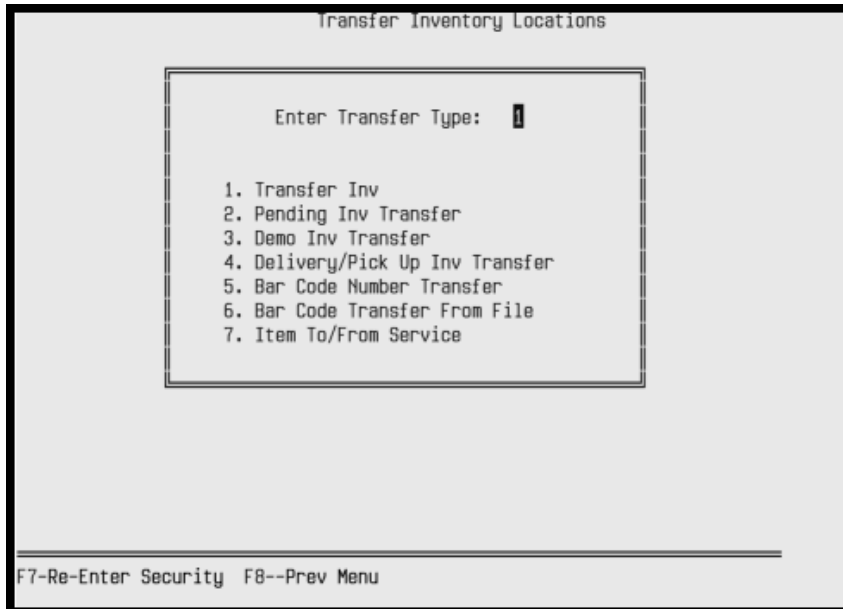 Transfer Inventory Locations
Enter Transfer Type: 1
1. Transfer Inv
2. Pending Inv Transfer
3. Demo Inv Transfer
4. Delivery/Pick Up Inv Transfer
5. Bar Code Number Transfer
6. Bar Code Transfer From File
7. Item To/From Service
F7-Re-Enter Security F8--Prev Menu